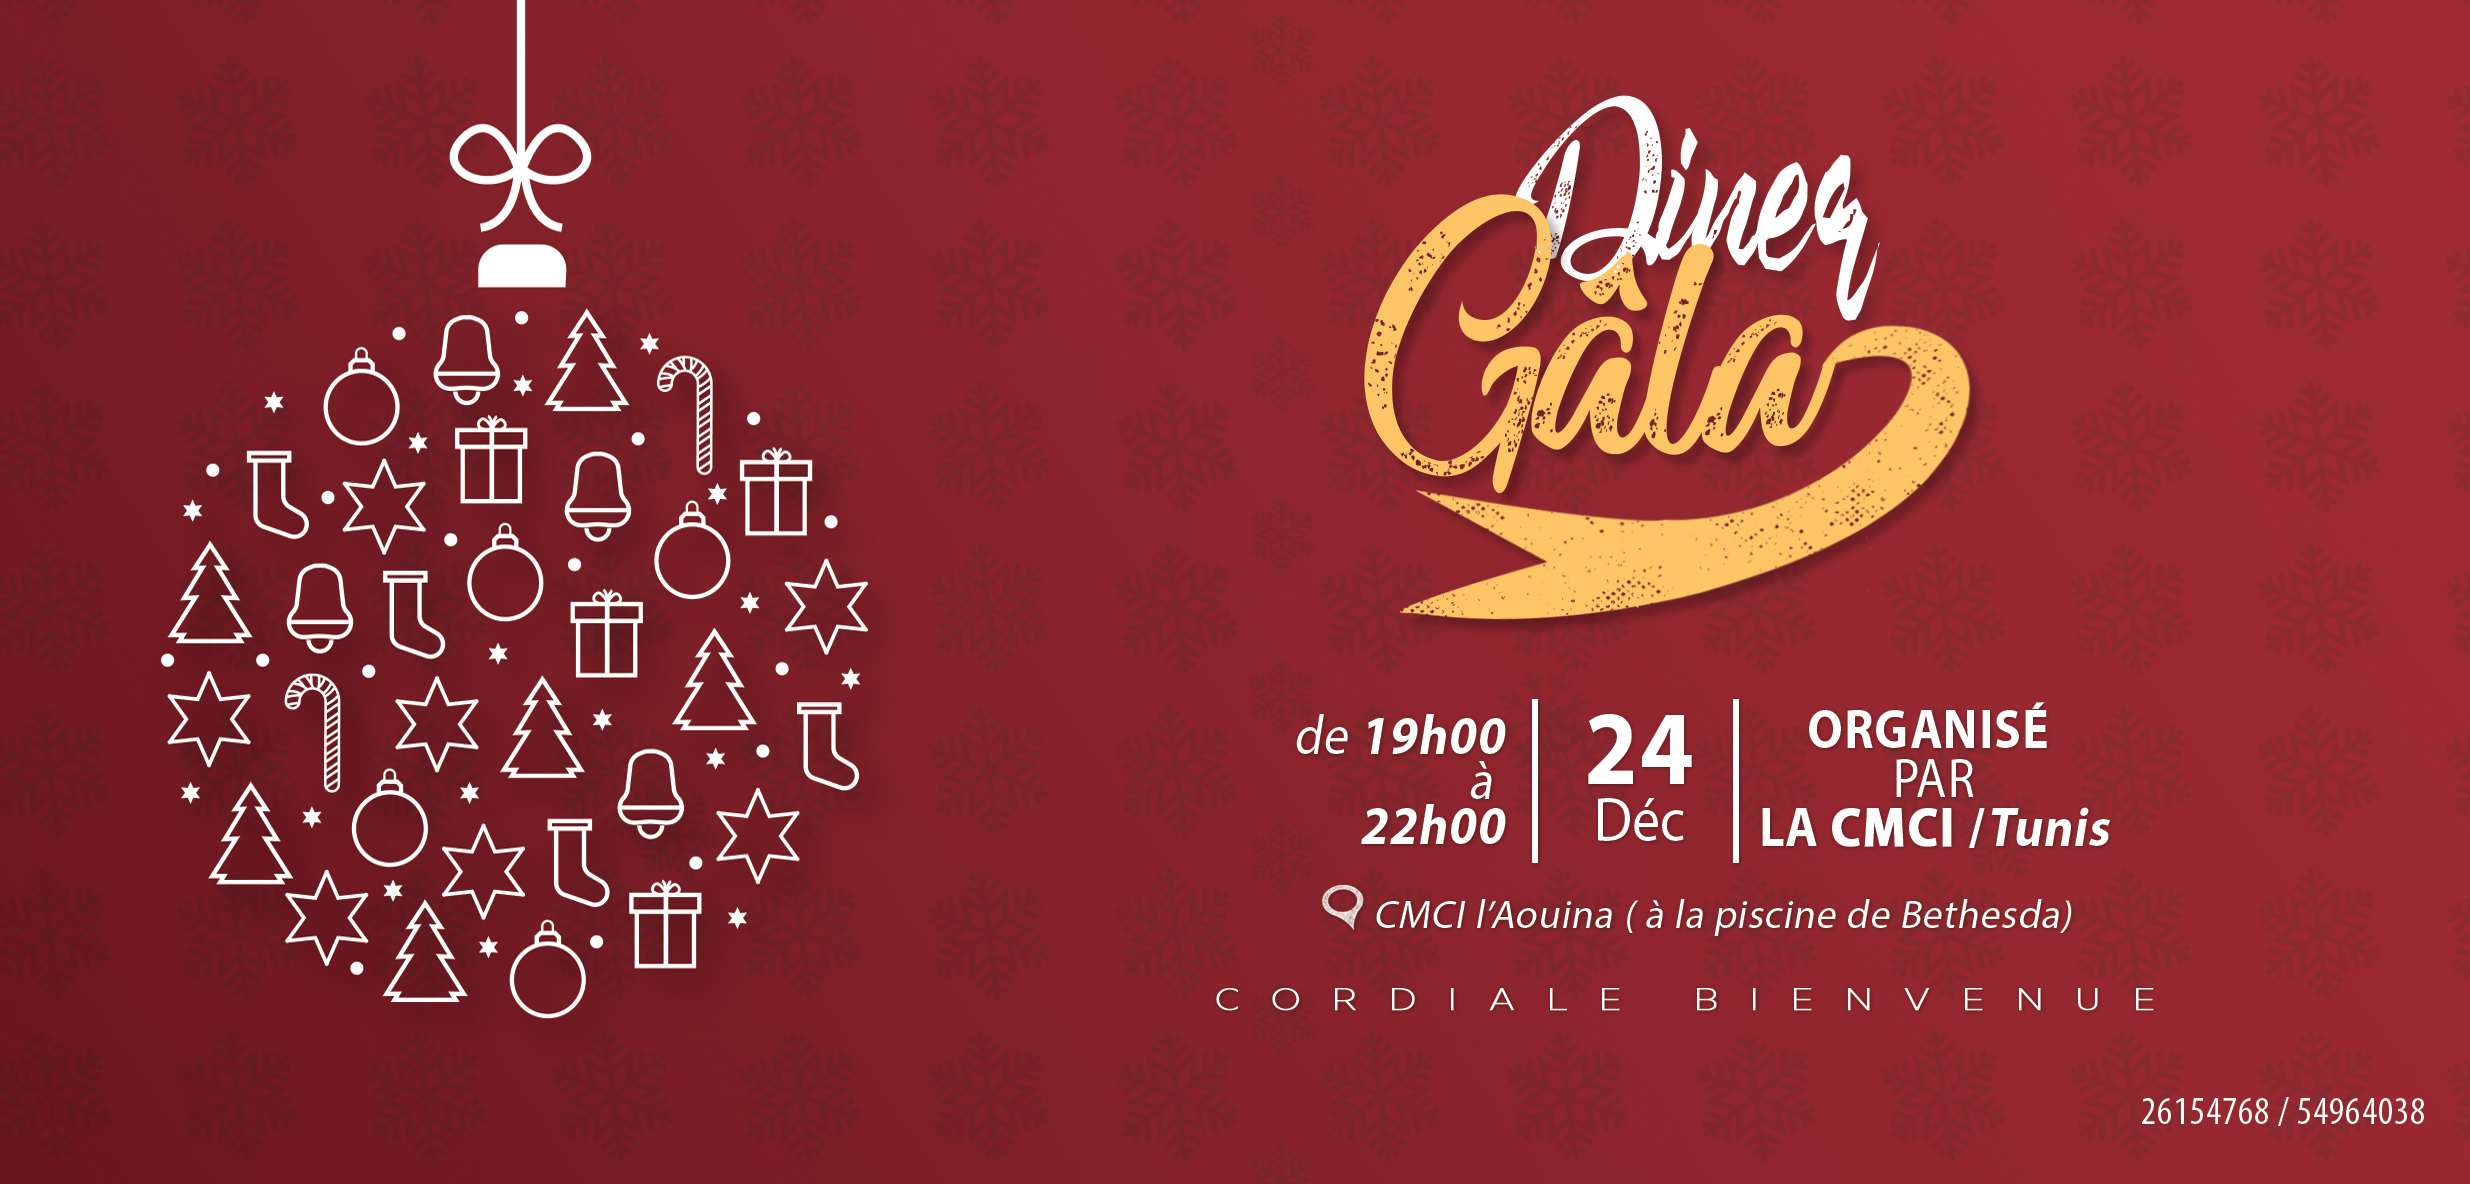 Dîner
Gâla
de 19h00
à
22h00
24
Déc
ORGANISÉ
PAR
LA CMCI /Tunis
CMCI l'Aouina ( à la piscine de Bethesda)
CORDIALE BIENVENUE
26154768 / 54964038